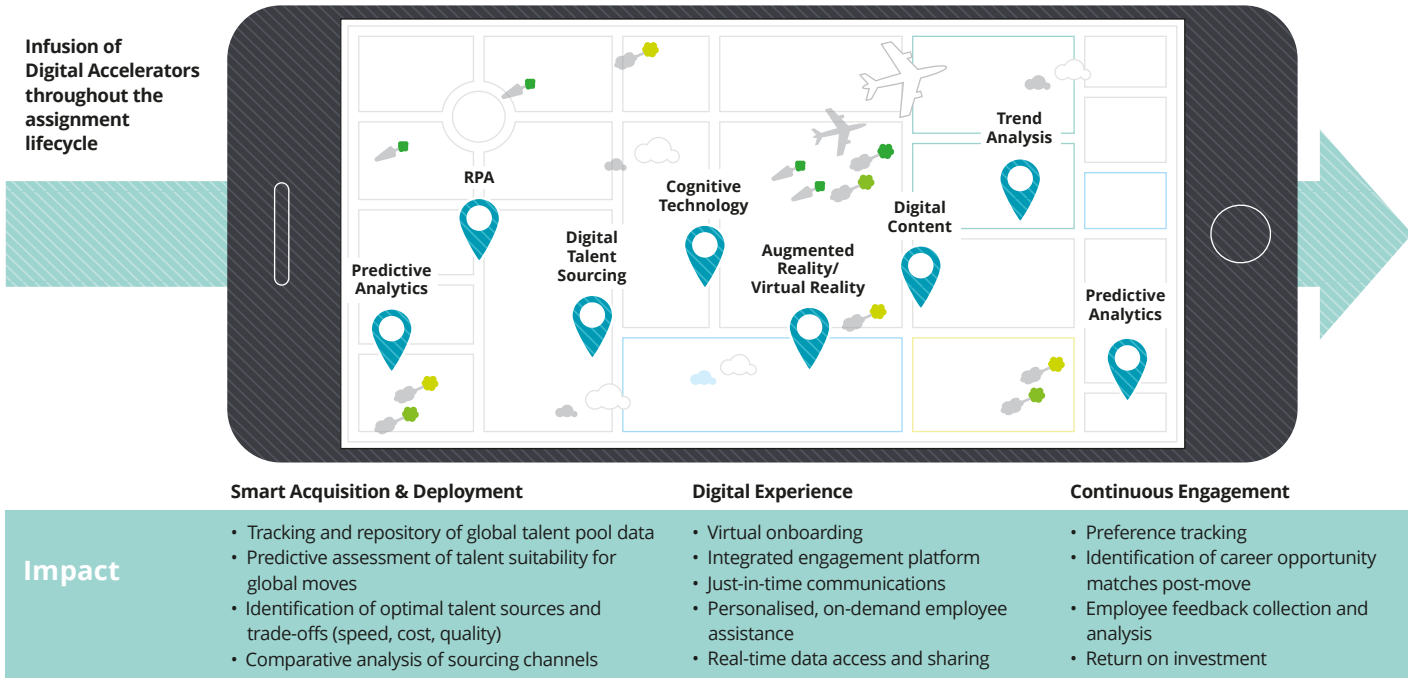 Infusion of
Digital Accelerators
throughout the
assignment
lifecycle
Predictive
Analytics
RPA
Digital
Talent
Sourcing
Cognitive
Technology
Augmented
Reality/
Virtual Reality
Digital
Content
Trend
Analysis
Predictive
Analytics
Impact
Smart Acquisition & Deployment
• Tracking and repository of global talent pool data
• Predictive assessment of talent suitability for
global moves
• Identification of optimal talent sources and
trade-offs (speed, cost, quality)
• Comparative analysis of sourcing channels
Digital Experience
• Virtual onboarding
• Integrated engagement platform
• Just-in-time communications
• Personalised, on-demand employee
assistance
• Real-time data access and sharing
Continuous Engagement
• Preference tracking
• Identification of career opportunity
matches post-move
• Employee feedback collection and
analysis
• Return on investment